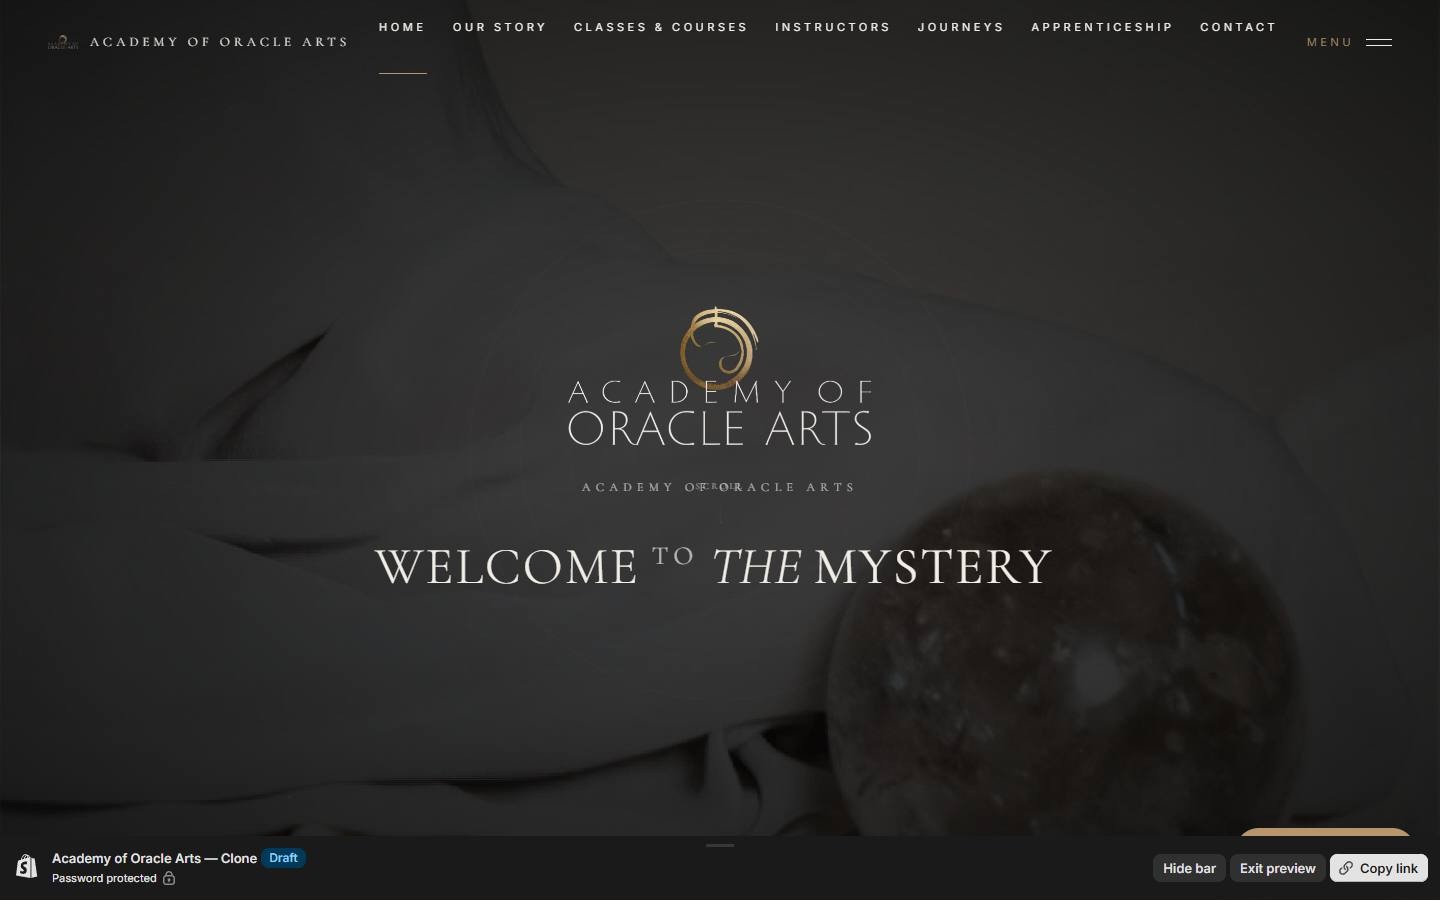 ACADEMY OF ORACLE ARTS
HOME OUR STORY CLASSES & COURSES INSTRUCTORS JOURNEYS APPRENTICESHIP CONTACT
MENU
ACADEMY OF
ORACLE ARTS
ACADEMY OF ORACLE ARTS
SCROLL
WELCOME TO THE MYSTERY
Academy of Oracle Arts — Clone Draft
Password protected
Hide bar Exit preview Copy link